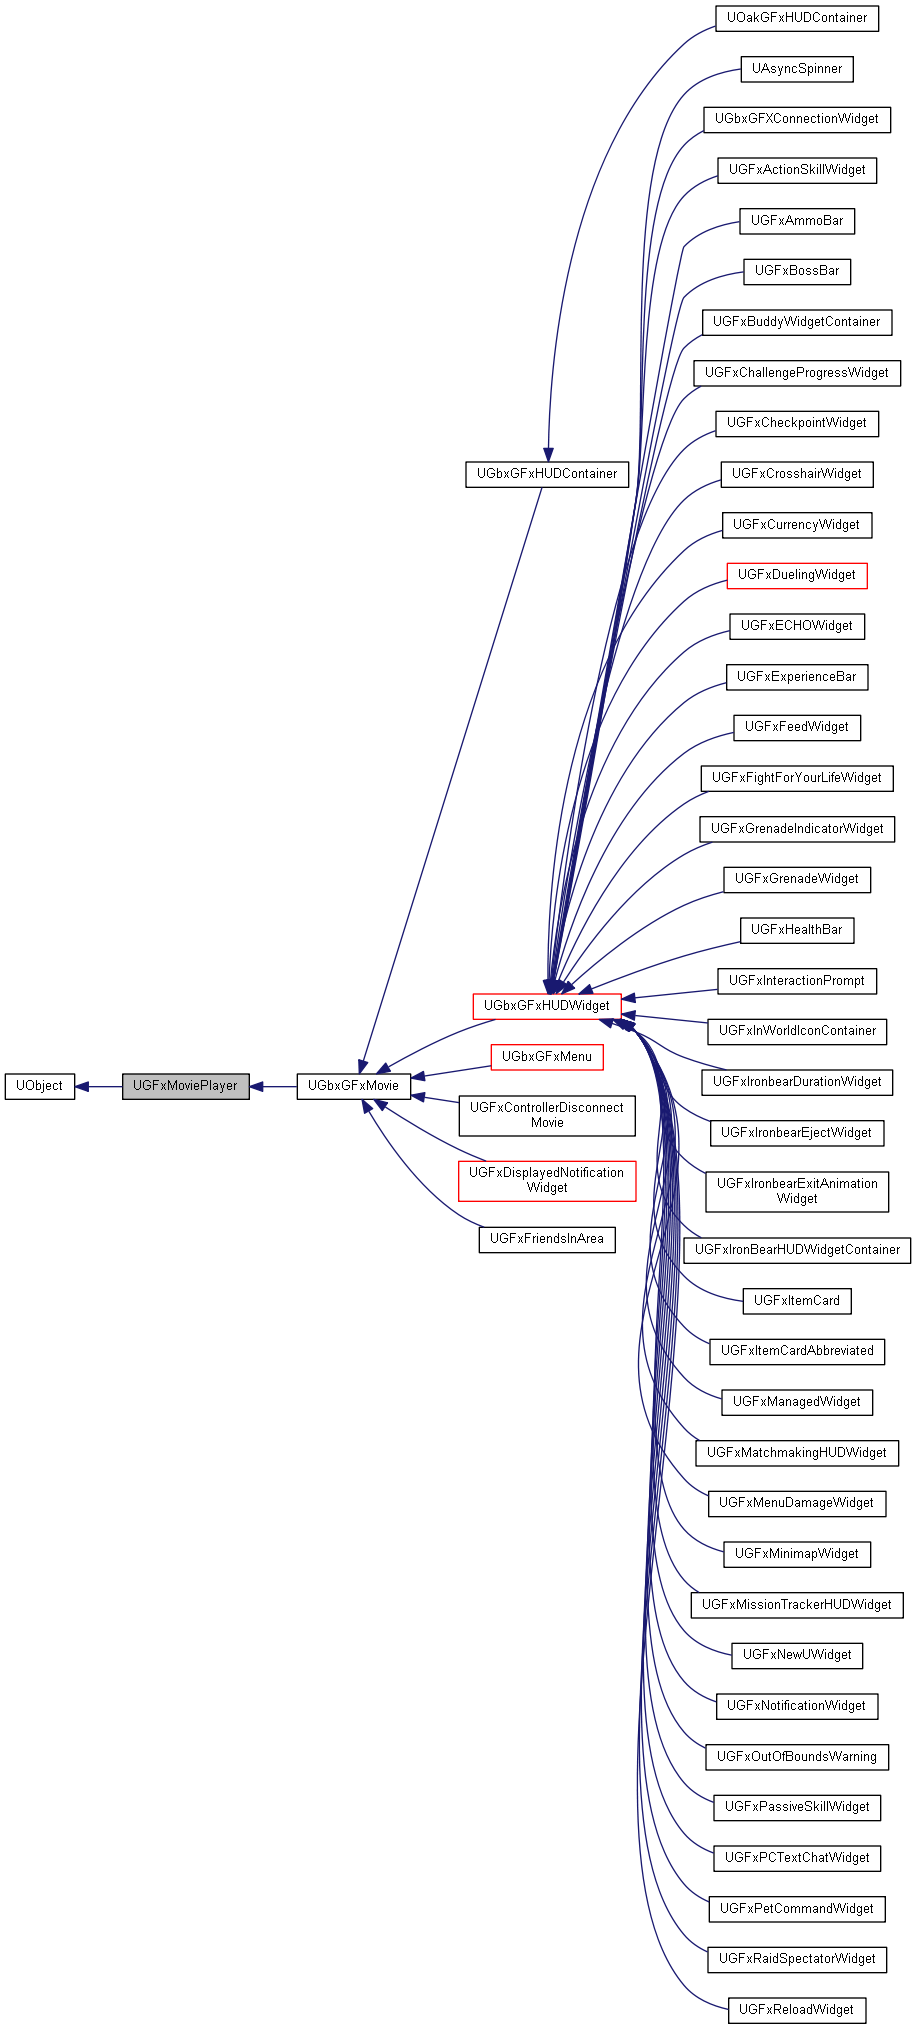 UOakGFxHUDContainer
UAsyncSpinner
UGbxGFXConnectionWidget
UGFxActionSkillWidget
UGFxAmmoBar
UGFxBossBar
UGFxBuddyWidgetContainer
UGFxChallengeProgressWidget
UGFxCheckpointWidget
UGbxGFxHUDContainer
UGFxCrosshairWidget
UGFxCurrencyWidget
UGFxDuelingWidget
UGFxECHOWidget
UGFxExperienceBar
UGFxFeedWidget
UGFxFightForYourLifeWidget
UGFxGrenadeIndicatorWidget
UGFxGrenadeWidget
UGFxHealthBar
UGFxInteractionPrompt
UGbxGFxHUDWidget
UGFxInWorldIconContainer
UGbxGFxMenu
UObject
UGFxMoviePlayer
UGbxGFxMovie
UGFxIronbearDurationWidget
UGFxControllerDisconnect
Movie
UGFxIronbearEjectWidget
UGFxDisplayedNotification
Widget
UGFxIronbearExitAnimation
Widget
UGFxFriendsInArea
UGFxIronBearHUDWidgetContainer
UGFxItemCard
UGFxItemCardAbbreviated
UGFxManagedWidget
UGFxMatchmakingHUDWidget
UGFxMenuDamageWidget
UGFxMinimapWidget
UGFxMissionTrackerHUDWidget
UGFxNewUWidget
UGFxNotificationWidget
UGFxOutOfBoundsWarning
UGFxPassiveSkillWidget
UGFxPCTextChatWidget
UGFxPetCommandWidget
UGFxRaidSpectatorWidget
UGFxReloadWidget